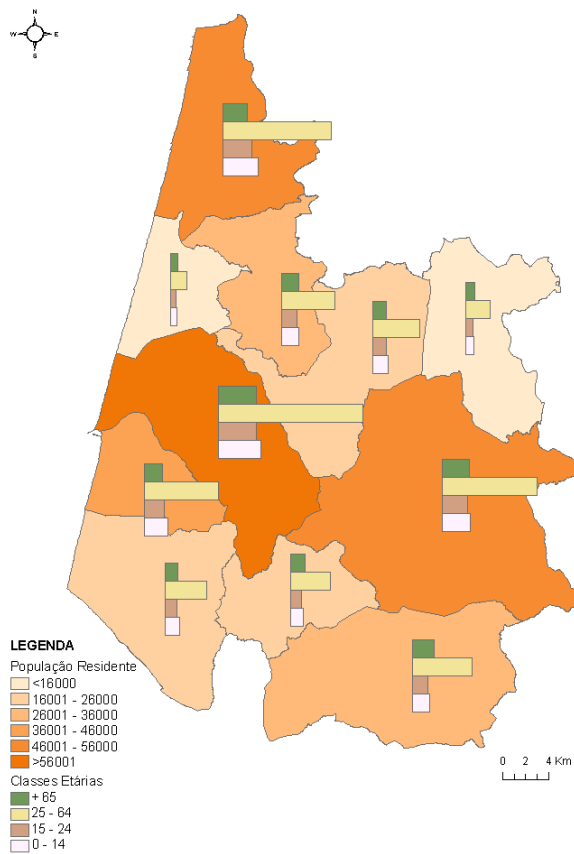 N
W E
S
LEGENDA
População Residente
<16000
16001 - 26000
26001 - 36000
36001 - 46000
46001 - 56000
>56001
Classes Etárias
+ 65
25 - 64
15 - 24
0 - 14
0 2 4 Km